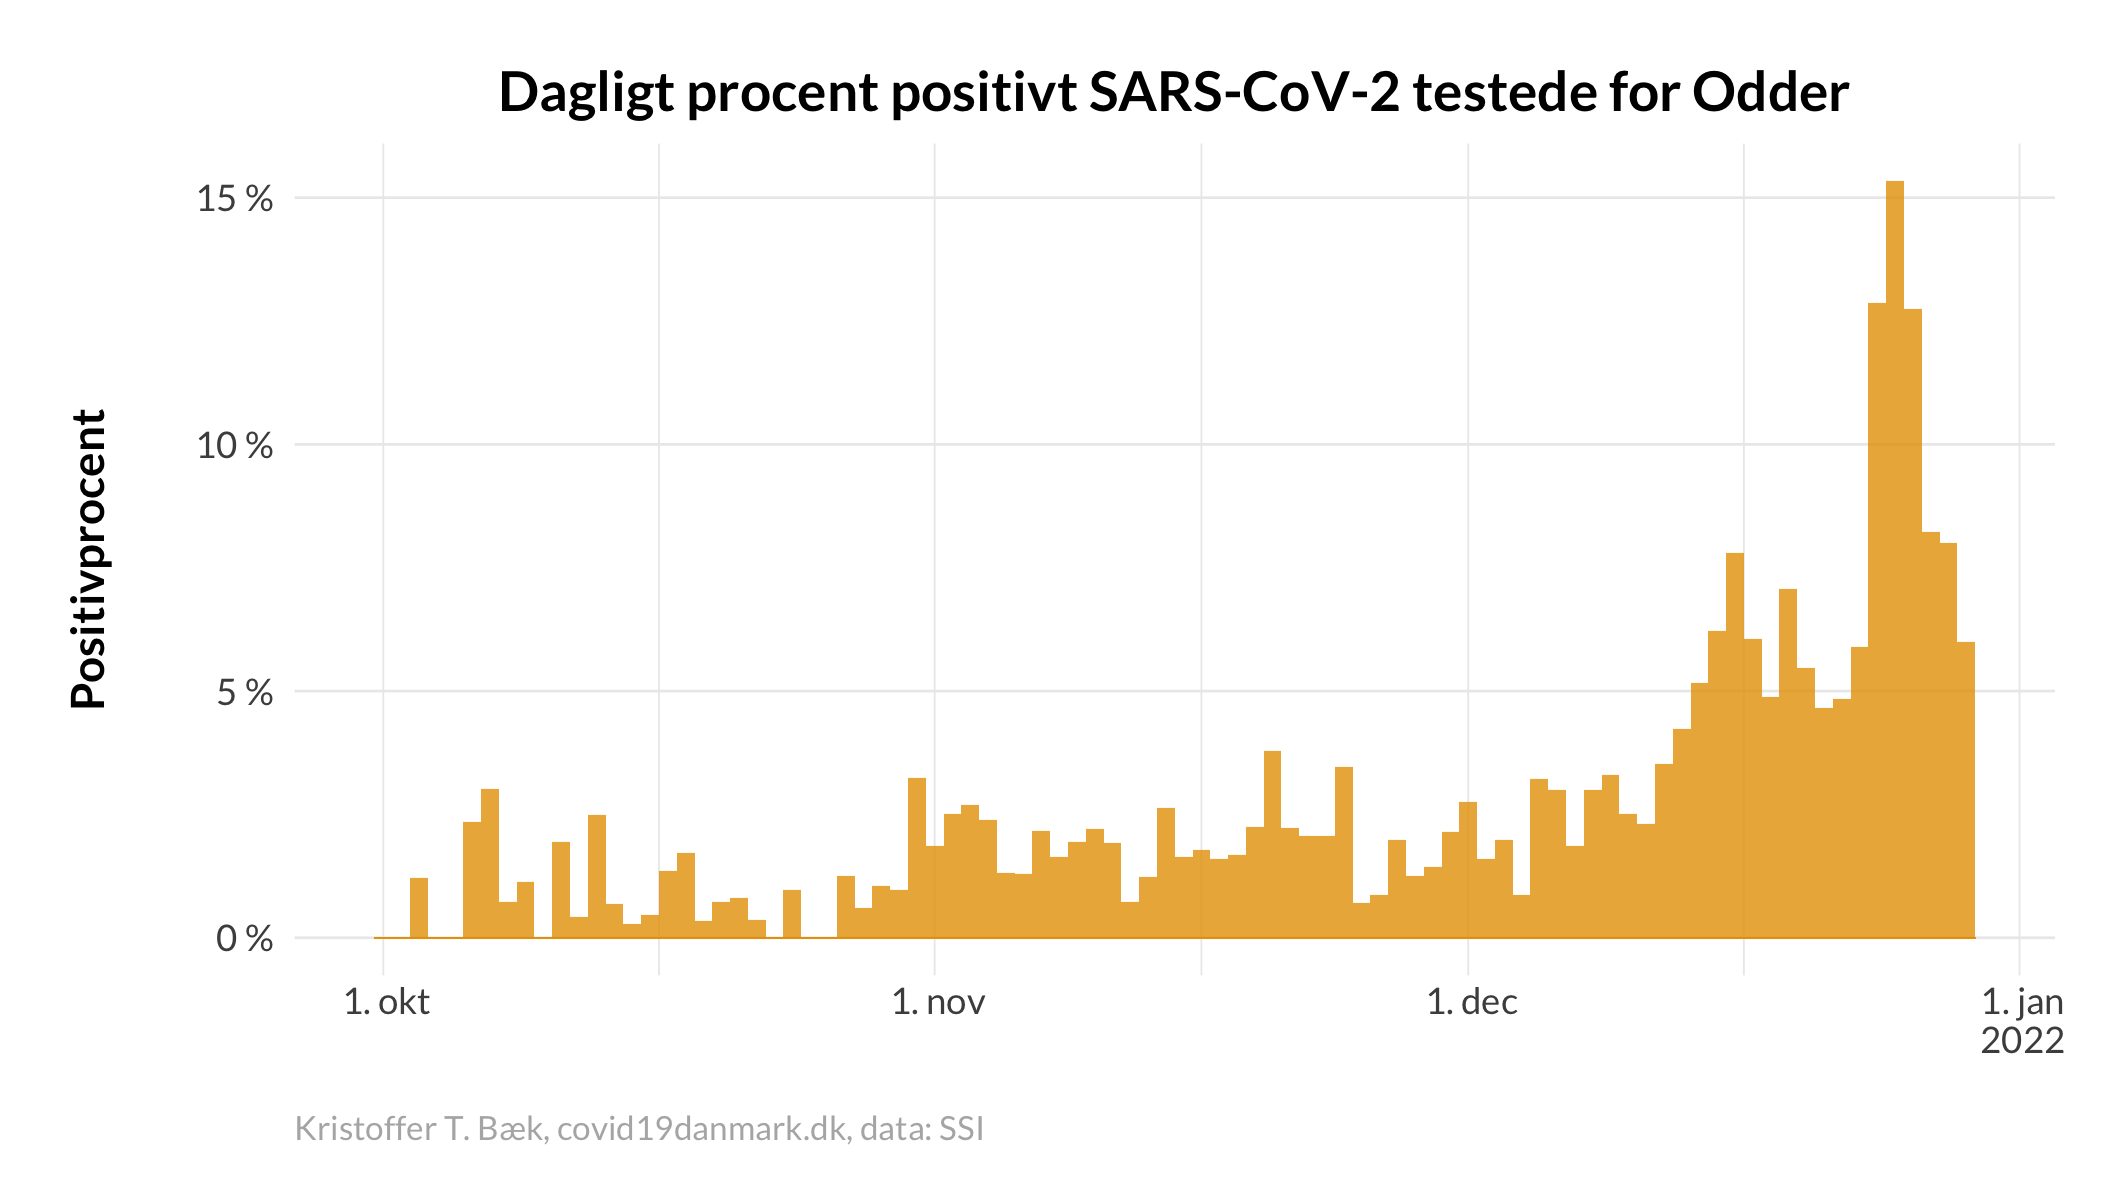 Dagligt procent positivt SARS-CoV-2 testede for Odder
Positivprocent
15 %
10 %
5 %
0 %
1. okt
1. nov
1. dec
1. jan
2022
Kristoffer T. Bæk, covid19danmark.dk, data: SSI